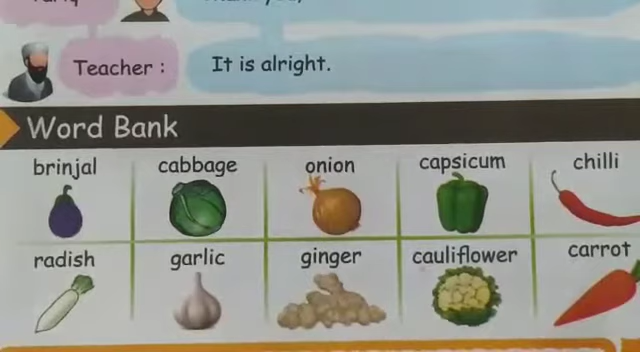 Teacher : It is alright.
Word Bank
brinjal cabbage onion capsicum chilli
radish garlic ginger cauliflower carrot